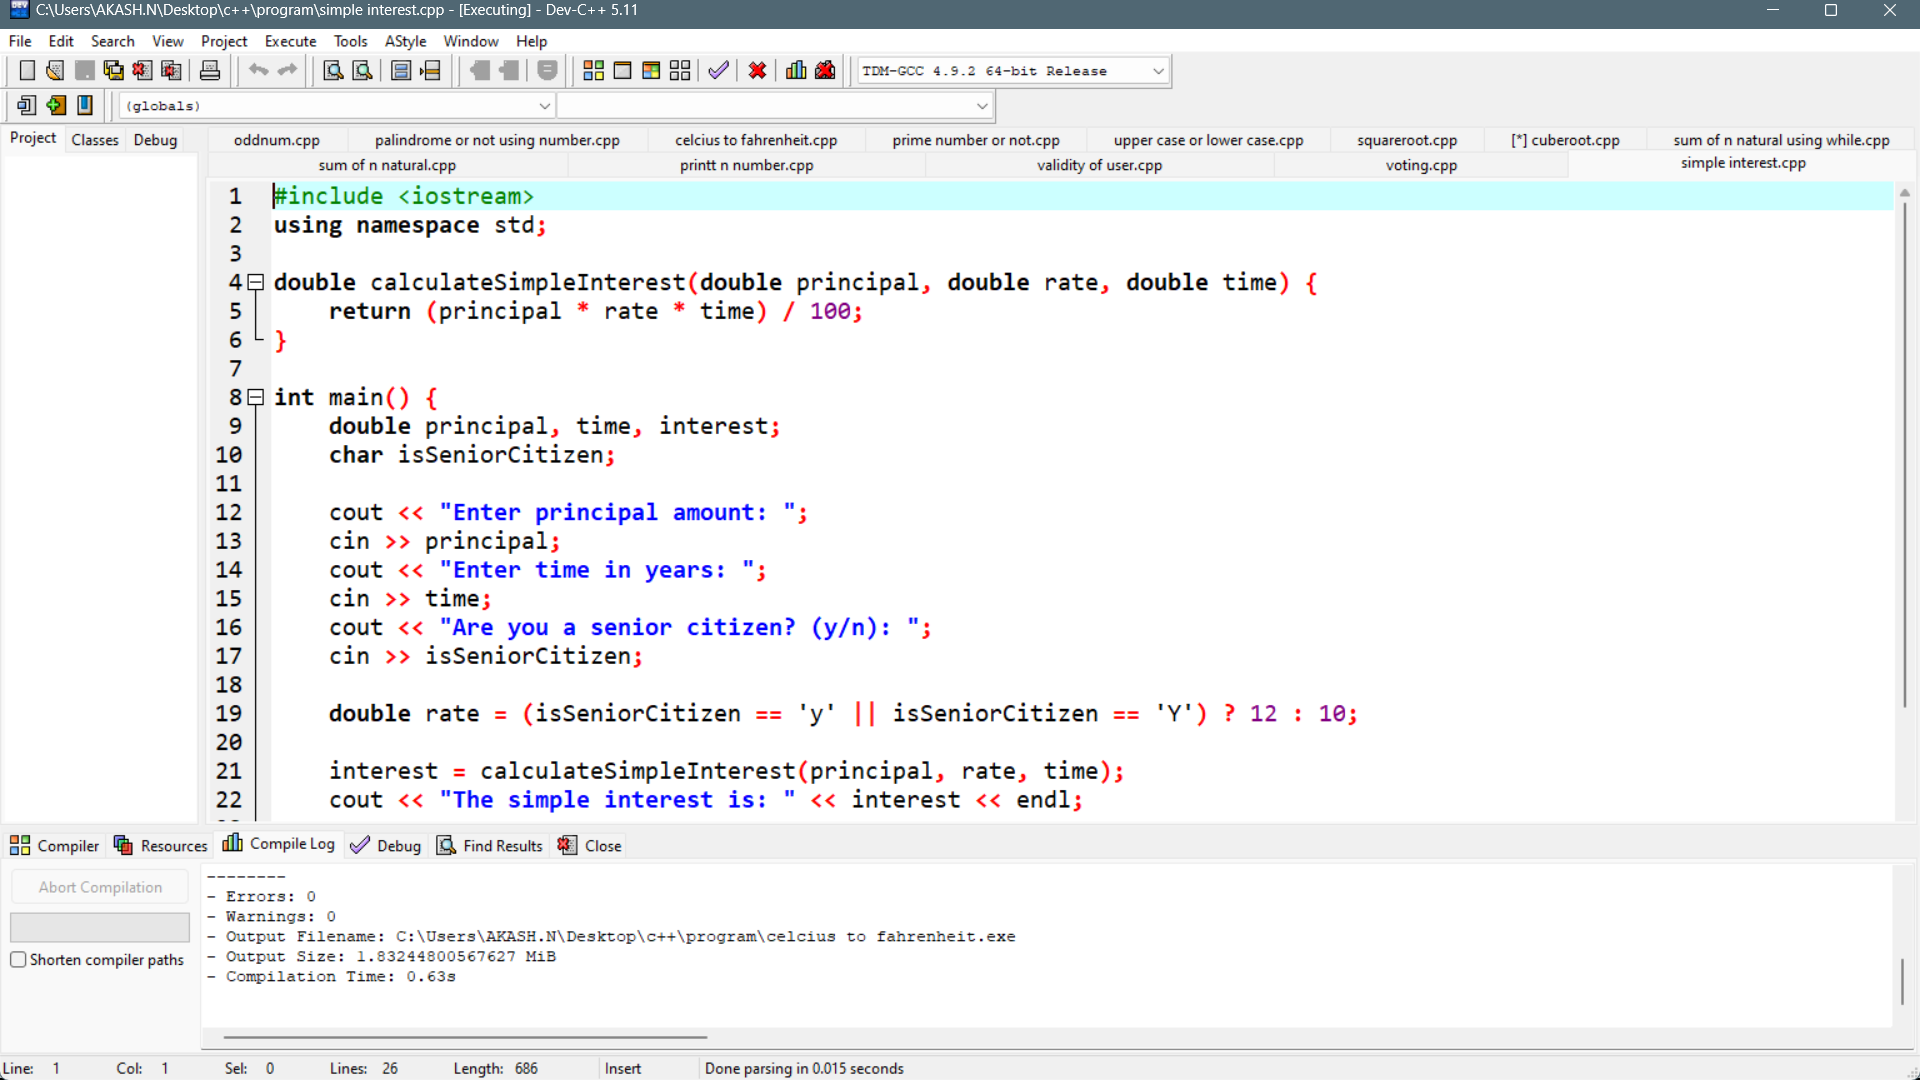 C:\Users\AKASH.N\Desktop\c++\program\simple interest.cpp - [Executing] - Dev-C++ 5.11
File Edit Search View Project Execute Tools AStyle Window Help
TDM-GCC 4.9.2 64-bit Release
(globals)
Project Classes Debug
oddnum.cpp palindrome or not using number.cpp celcius to fahrenheit.cpp prime number or not.cpp upper case or lower case.cpp squareroot.cpp [*] cuberoot.cpp sum of n natural using while.cpp
sum of n natural.cpp printt n number.cpp validity of user.cpp voting.cpp simple interest.cpp
1 #include <iostream>
2 using namespace std;
3
4 double calculateSimpleInterest(double principal, double rate, double time) {
5 return (principal * rate * time) / 100;
6 }
7
8 int main() {
9 double principal, time, interest;
10 char isSeniorCitizen;
11
12 cout << "Enter principal amount: ";
13 cin >> principal;
14 cout << "Enter time in years: ";
15 cin >> time;
16 cout << "Are you a senior citizen? (y/n): ";
17 cin >> isSeniorCitizen;
18
19 double rate = (isSeniorCitizen == 'y' || isSeniorCitizen == 'Y') ? 12 : 10;
20
21 interest = calculateSimpleInterest(principal, rate, time);
22 cout << "The simple interest is: " << interest << endl;
Compiler Resources Compile Log Debug Find Results Close
Abort Compilation
Shorten compiler paths
--------
- Errors: 0
- Warnings: 0
- Output Filename: C:\Users\AKASH.N\Desktop\c++\program\celcius to fahrenheit.exe
- Output Size: 1.83244800567627 MiB
- Compilation Time: 0.63s
Line: 1 Col: 1 Sel: 0 Lines: 26 Length: 686 Insert Done parsing in 0.015 seconds